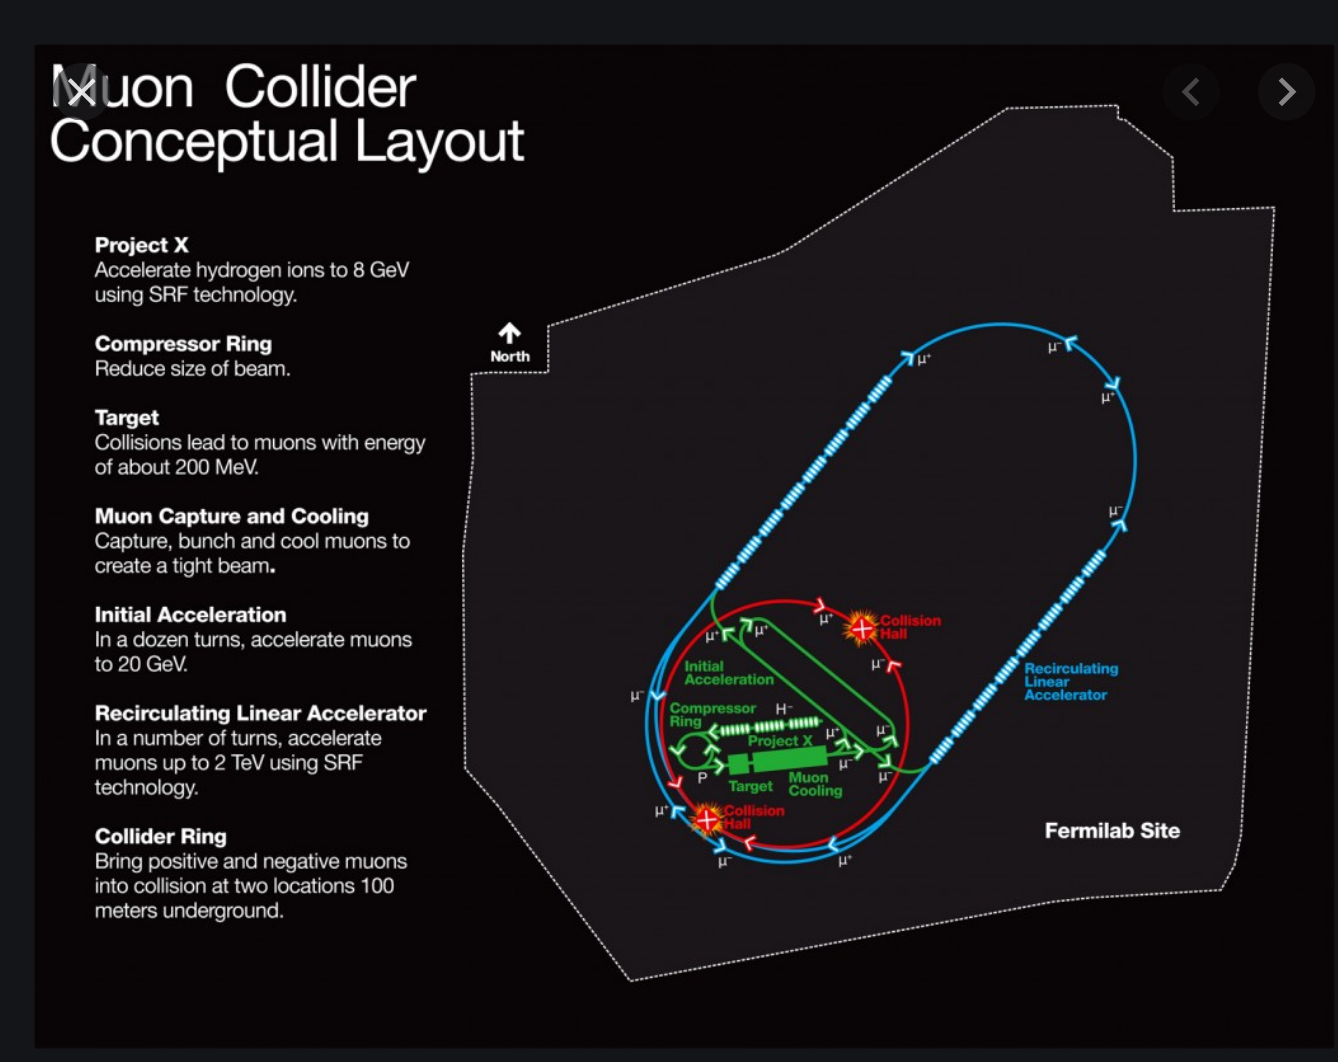 Muon Collider
Conceptual Layout
Project X
Accelerate hydrogen ions to 8 GeV
using SRF technology.
Compressor Ring
Reduce size of beam.
Target
Collisions lead to muons with energy
of about 200 MeV.
Muon Capture and Cooling
Capture, bunch and cool muons to
create a tight beam.
Initial Acceleration
In a dozen turns, accelerate muons
to 20 GeV.
Recirculating Linear Accelerator
In a number of turns, accelerate
muons up to 2 TeV using SRF
technology.
Collider Ring
Bring positive and negative muons
into collision at two locations 100
meters underground.
North
μ⁺
μ⁻
μ⁺
μ⁻
μ⁺
Collision
Hall
μ⁺
μ⁺
μ⁻
Initial
Acceleration
Recirculating
Linear
Accelerator
μ⁻
Compressor
Ring
H⁻
Project X
μ⁺
μ⁻
μ⁻
μ⁻
P
Target
Muon
Cooling
μ⁺
Collision
Hall
μ⁻
μ⁺
Fermilab Site